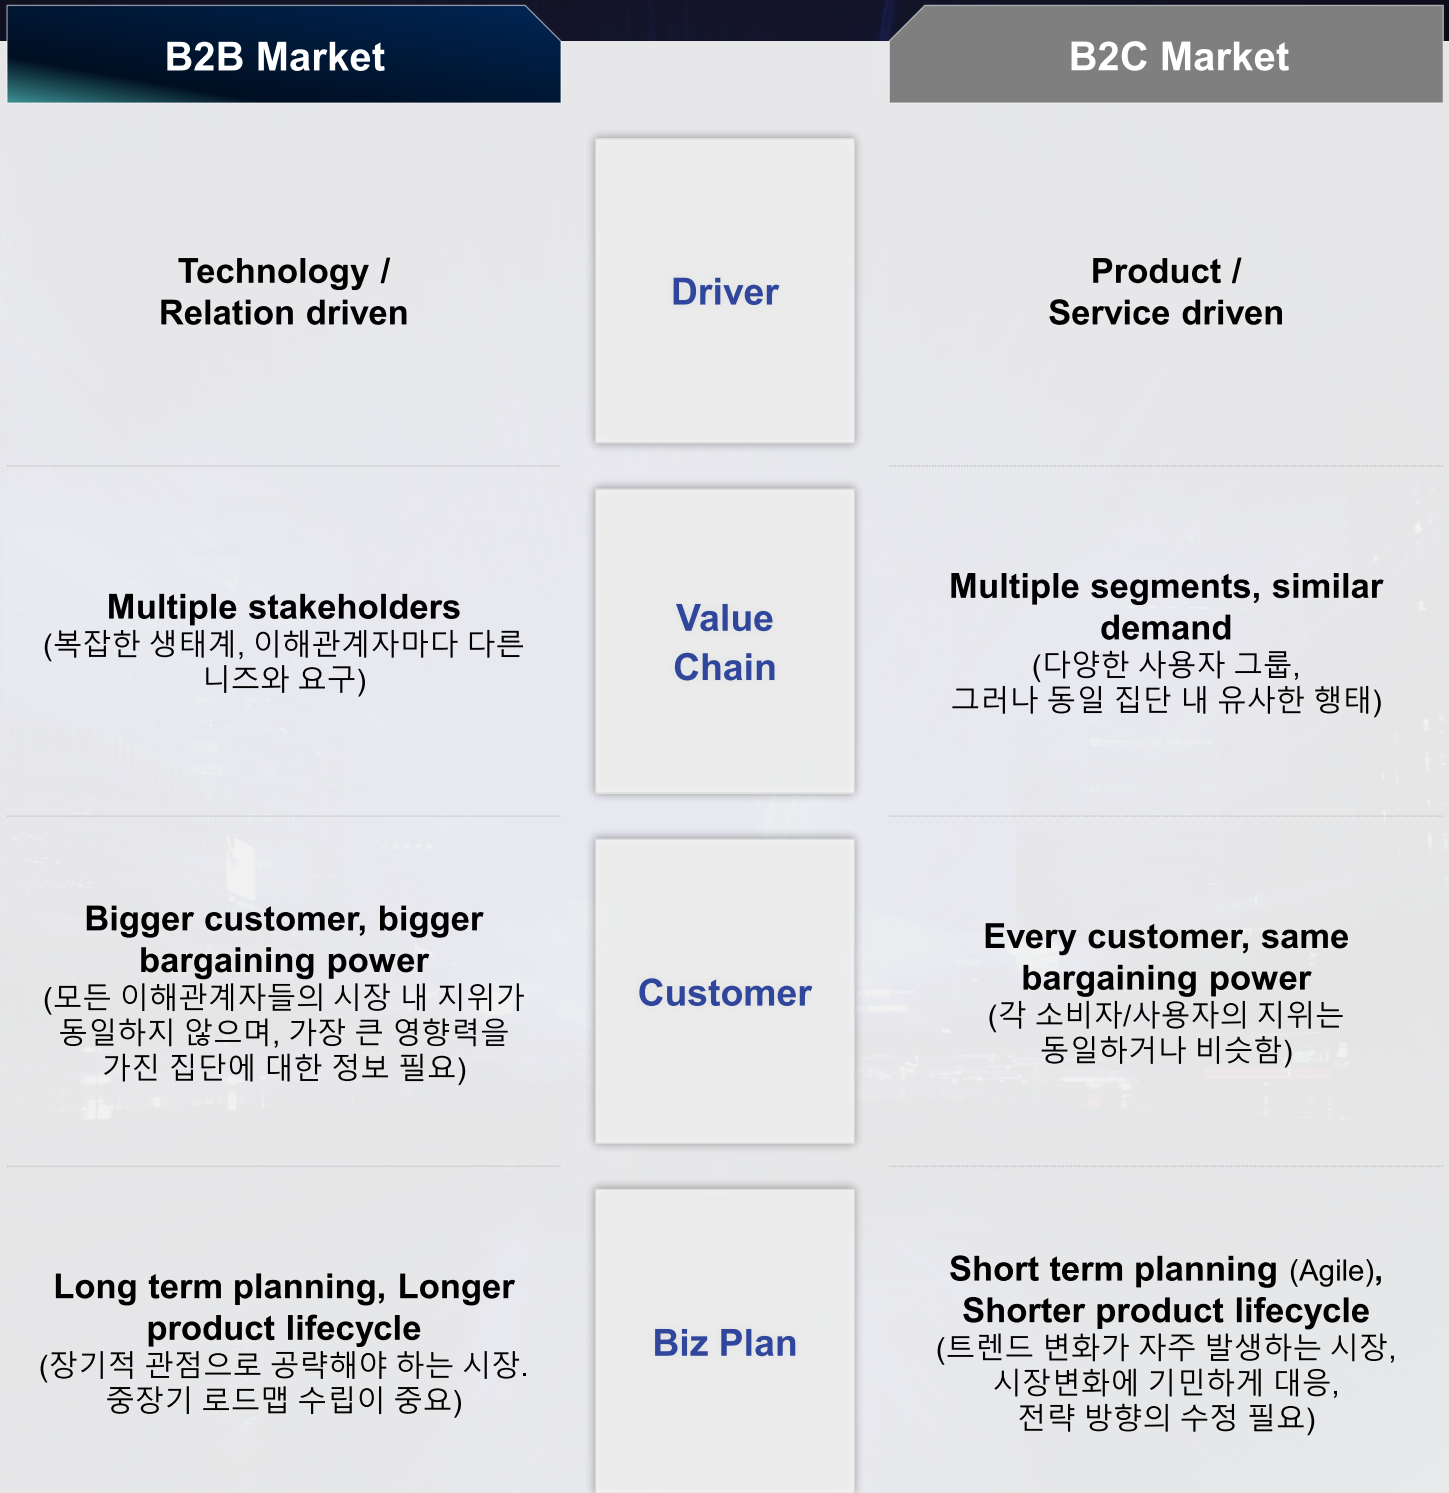 B2B Market
B2C Market
Technology /
Relation driven
Driver
Product /
Service driven
Multiple stakeholders
(복잡한 생태계, 이해관계자마다 다른
니즈와 요구)
Value
Chain
Multiple segments, similar
demand
(다양한 사용자 그룹,
그러나 동일 집단 내 유사한 행태)
Bigger customer, bigger
bargaining power
(모든 이해관계자들의 시장 내 지위가
동일하지 않으며, 가장 큰 영향력을
가진 집단에 대한 정보 필요)
Customer
Every customer, same
bargaining power
(각 소비자/사용자의 지위는
동일하거나 비슷함)
Long term planning, Longer
product lifecycle
(장기적 관점으로 공략해야 하는 시장.
중장기 로드맵 수립이 중요)
Biz Plan
Short term planning (Agile),
Shorter product lifecycle
(트렌드 변화가 자주 발생하는 시장,
시장변화에 기민하게 대응,
전략 방향의 수정 필요)